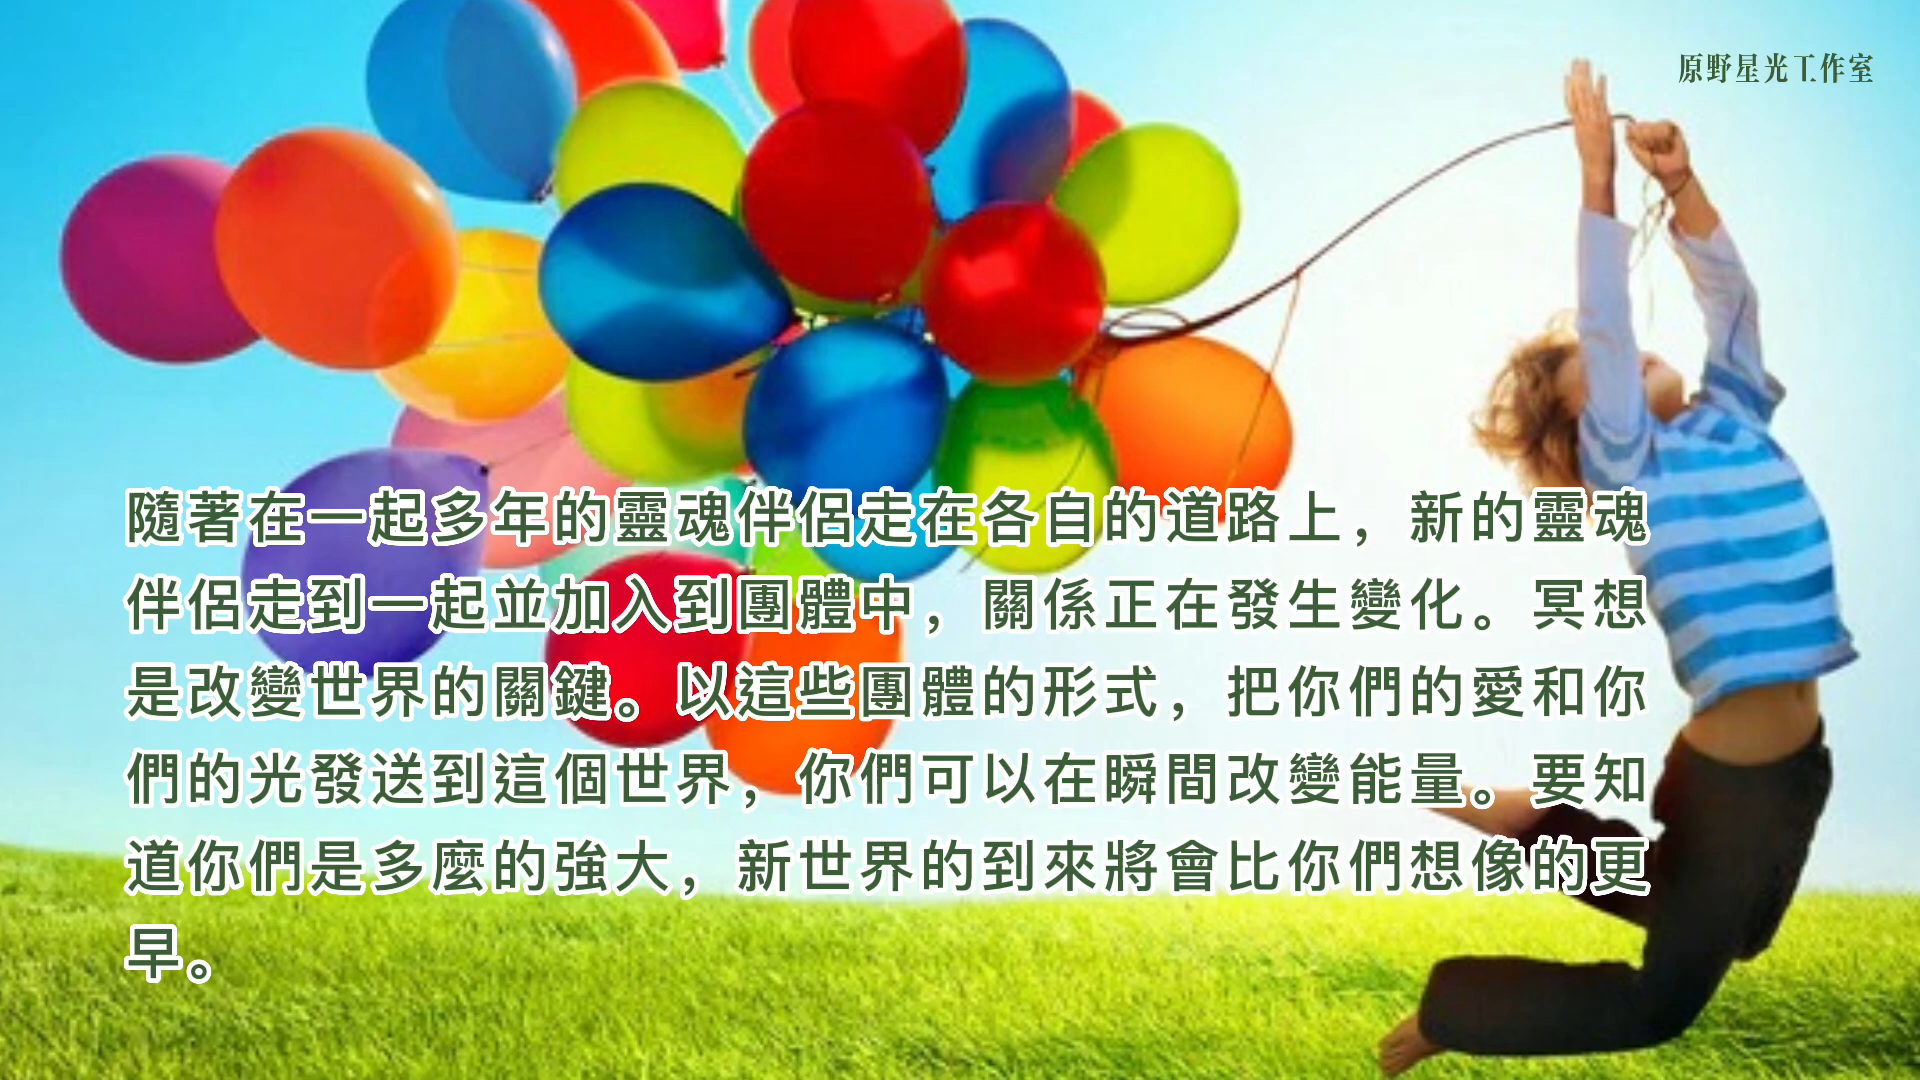 原野星光工作室
隨著在一起多年的靈魂伴侶走在各自的道路上，新的靈魂
伴侶走到一起並加入到團體中，關係正在發生變化。冥想
是改變世界的關鍵。以這些團體的形式，把你們的愛和你
們的光發送到這個世界，你們可以在瞬間改變能量。要知
道你們是多麼的強大，新世界的到來將會比你們想像的更
早。